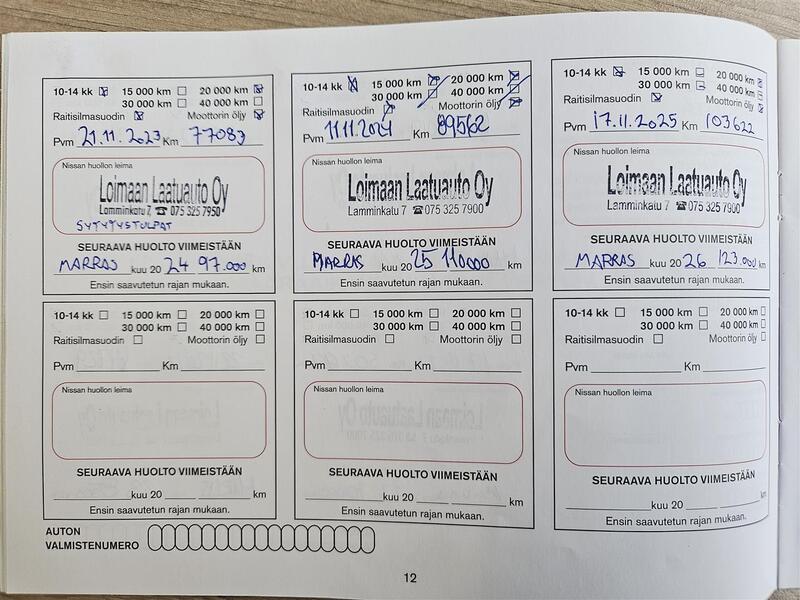 10-14 kk 15 000 km 20 000 km
30 000 km 40 000 km
Raitisilmasuodin Moottorin öljy
Pvm 21.11.2023 Km 77083
Nissan huollon leima
Loimaan Laatuauto Oy
Lamminkatu 7 ☎ 075 325 7950
SYTYTYSTULPAT
SEURAAVA HUOLTO VIIMEISTÄÄN
MARRAS kuu 20 24 97.000 km
Ensin saavutetun rajan mukaan.
10-14 kk 15 000 km 20 000 km
30 000 km 40 000 km
Raitisilmasuodin Moottorin öljy
Pvm 11.11.2024 Km 89562
Nissan huollon leima
Loimaan Laatuauto Oy
Lamminkatu 7 ☎ 075 325 7900
SEURAAVA HUOLTO VIIMEISTÄÄN
MARRAS kuu 20 25 110000 km
Ensin saavutetun rajan mukaan.
10-14 kk 15 000 km 20 000 km
30 000 km 40 000 km
Raitisilmasuodin Moottorin öljy
Pvm 17.11.2025 Km 103622
Nissan huollon leima
Loimaan Laatuauto Oy
Lamminkatu 7 ☎ 075 325 7900
SEURAAVA HUOLTO VIIMEISTÄÄN
MARRAS kuu 20 26 123.000 km
Ensin saavutetun rajan mukaan.
10-14 kk 15 000 km 20 000 km
30 000 km 40 000 km
Raitisilmasuodin Moottorin öljy
Pvm Km
Nissan huollon leima
SEURAAVA HUOLTO VIIMEISTÄÄN
kuu 20 km
Ensin saavutetun rajan mukaan.
10-14 kk 15 000 km 20 000 km
30 000 km 40 000 km
Raitisilmasuodin Moottorin öljy
Pvm Km
Nissan huollon leima
SEURAAVA HUOLTO VIIMEISTÄÄN
kuu 20 km
Ensin saavutetun rajan mukaan.
10-14 kk 15 000 km 20 000 km
30 000 km 40 000 km
Raitisilmasuodin Moottorin öljy
Pvm Km
Nissan huollon leima
SEURAAVA HUOLTO VIIMEISTÄÄN
kuu 20 km
Ensin saavutetun rajan mukaan.
AUTON
VALMISTENUMERO
12